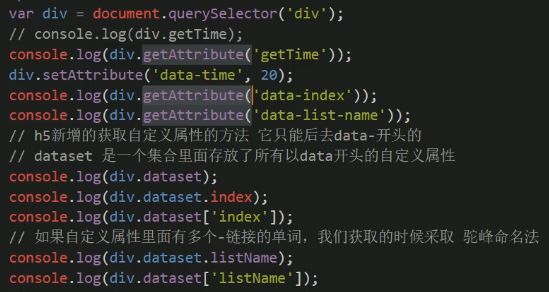 var div = document.querySelector('div');
// console.log(div.getTime);
console.log(div.getAttribute('getTime'));
div.setAttribute('data-time', 20);
console.log(div.getAttribute('data-index'));
console.log(div.getAttribute('data-list-name'));
// h5新增的获取自定义属性的方法 它只能后去data-开头的
// dataset 是一个集合里面存放了所有以data开头的自定义属性
console.log(div.dataset);
console.log(div.dataset.index);
console.log(div.dataset['index']);
// 如果自定义属性里面有多个-链接的单词，我们获取的时候采取 驼峰命名法
console.log(div.dataset.listName);
console.log(div.dataset['listName']);